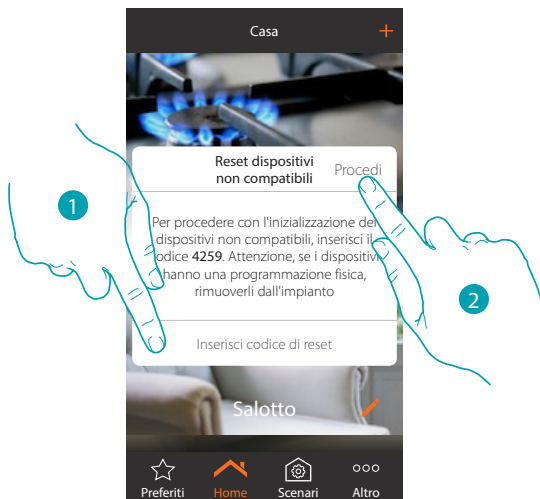 Casa +
Reset dispositivi
non compatibili
Procedi
1
Per procedere con l'inizializzazione dei
dispositivi non compatibili, inserisci il
codice 4259. Attenzione, se i dispositivi
hanno una programmazione fisica,
rimuoverli dall'impianto
2
Inserisci codice di reset
Salotto
Preferiti Home Scenari Altro